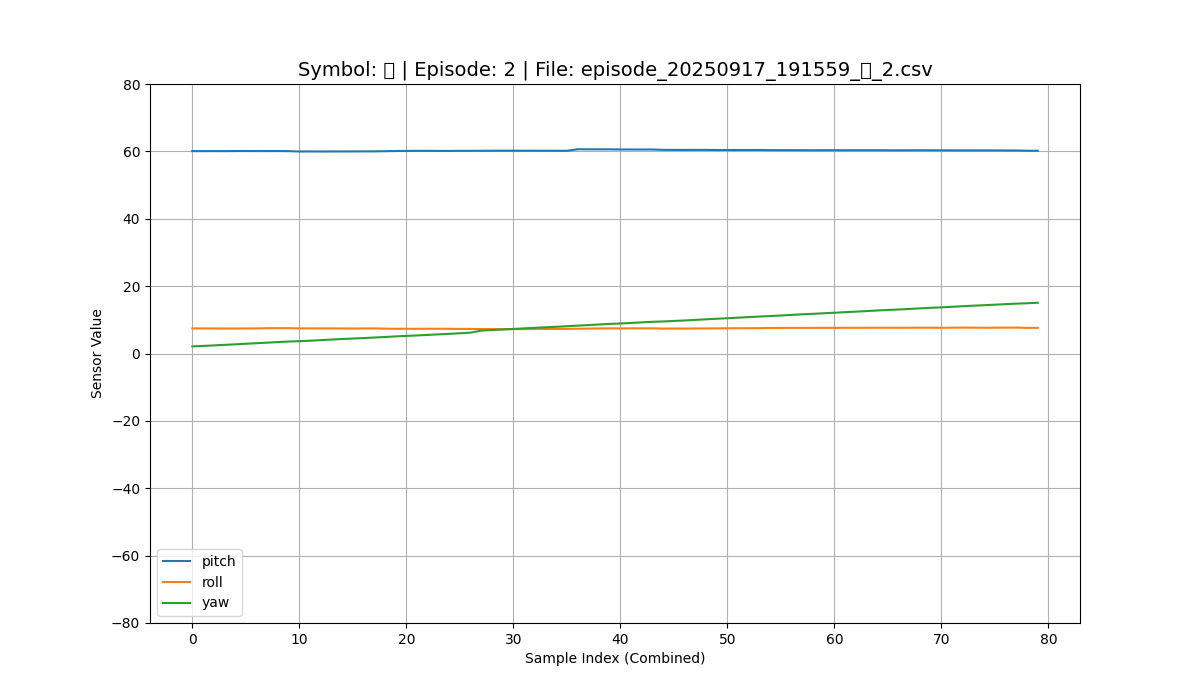 Symbol: ▯ | Episode: 2 | File: episode_20250917_191559_▯_2.csv
80
60
40
20
0
−20
−40
−60
−80
Sensor Value
pitch
roll
yaw
0 10 20 30 40 50 60 70 80
Sample Index (Combined)